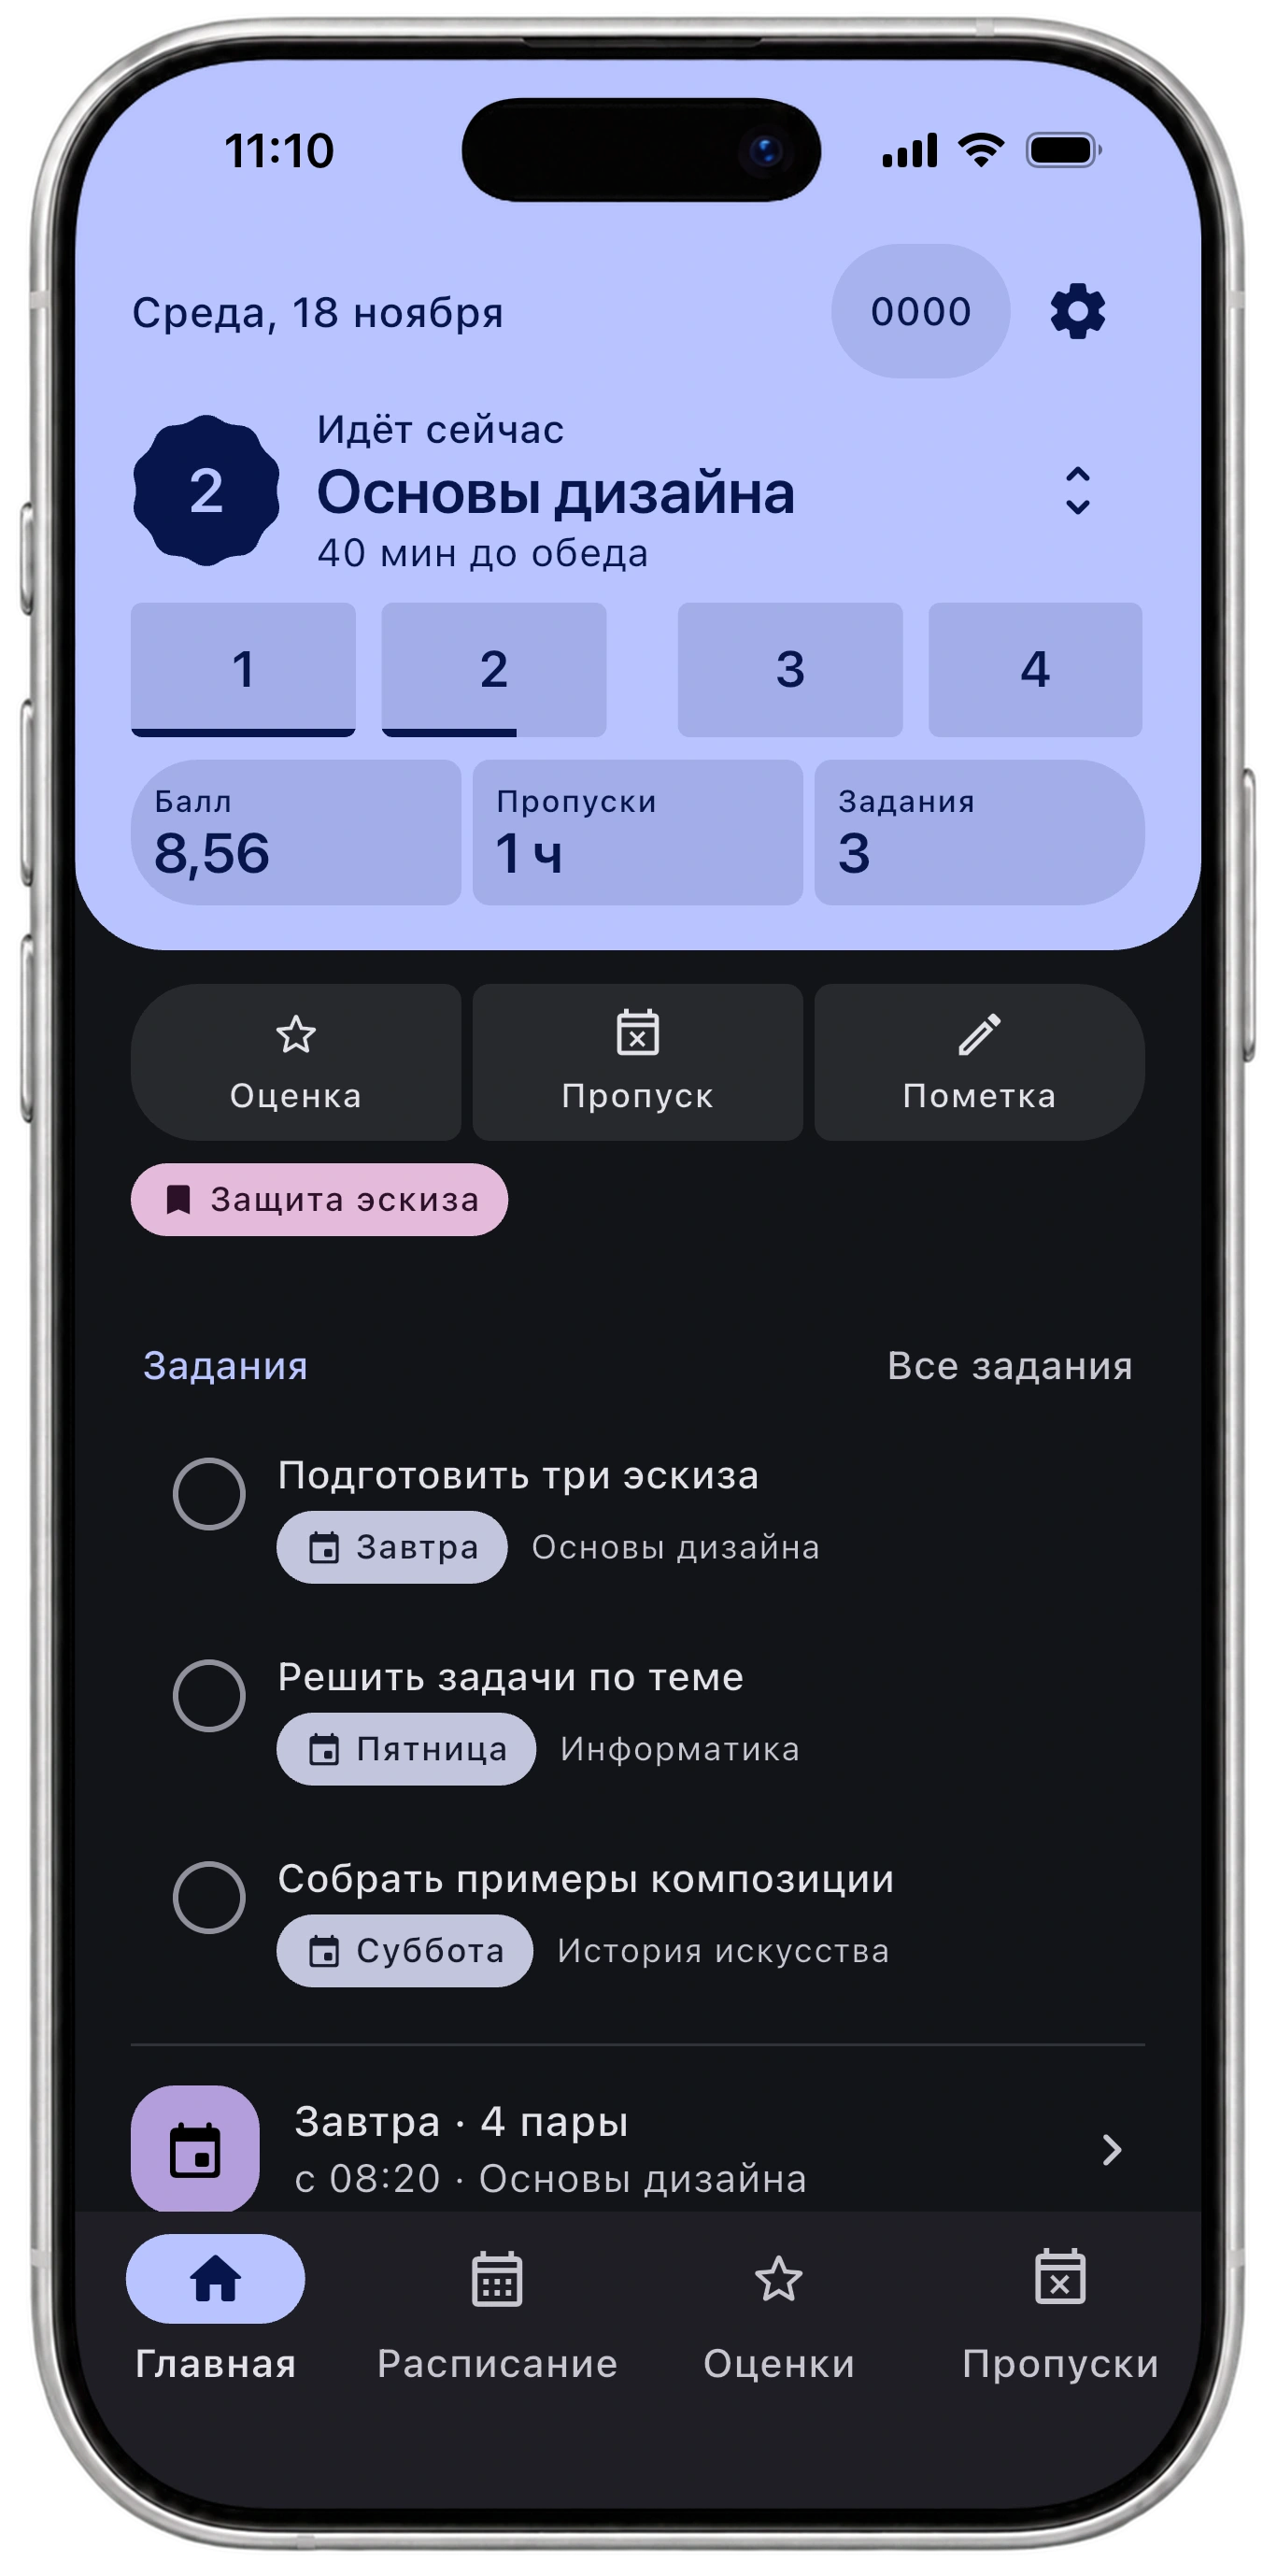 11:10
Среда, 18 ноября
0000
2
Идёт сейчас
Основы дизайна
40 мин до обеда
1 2 3 4
Балл
8,56
Пропуски
1 ч
Задания
3
Оценка
Пропуск
Пометка
Защита эскиза
Задания
Все задания
Подготовить три эскиза
Завтра Основы дизайна
Решить задачи по теме
Пятница Информатика
Собрать примеры композиции
Суббота История искусства
Завтра · 4 пары
с 08:20 · Основы дизайна
Главная
Расписание
Оценки
Пропуски